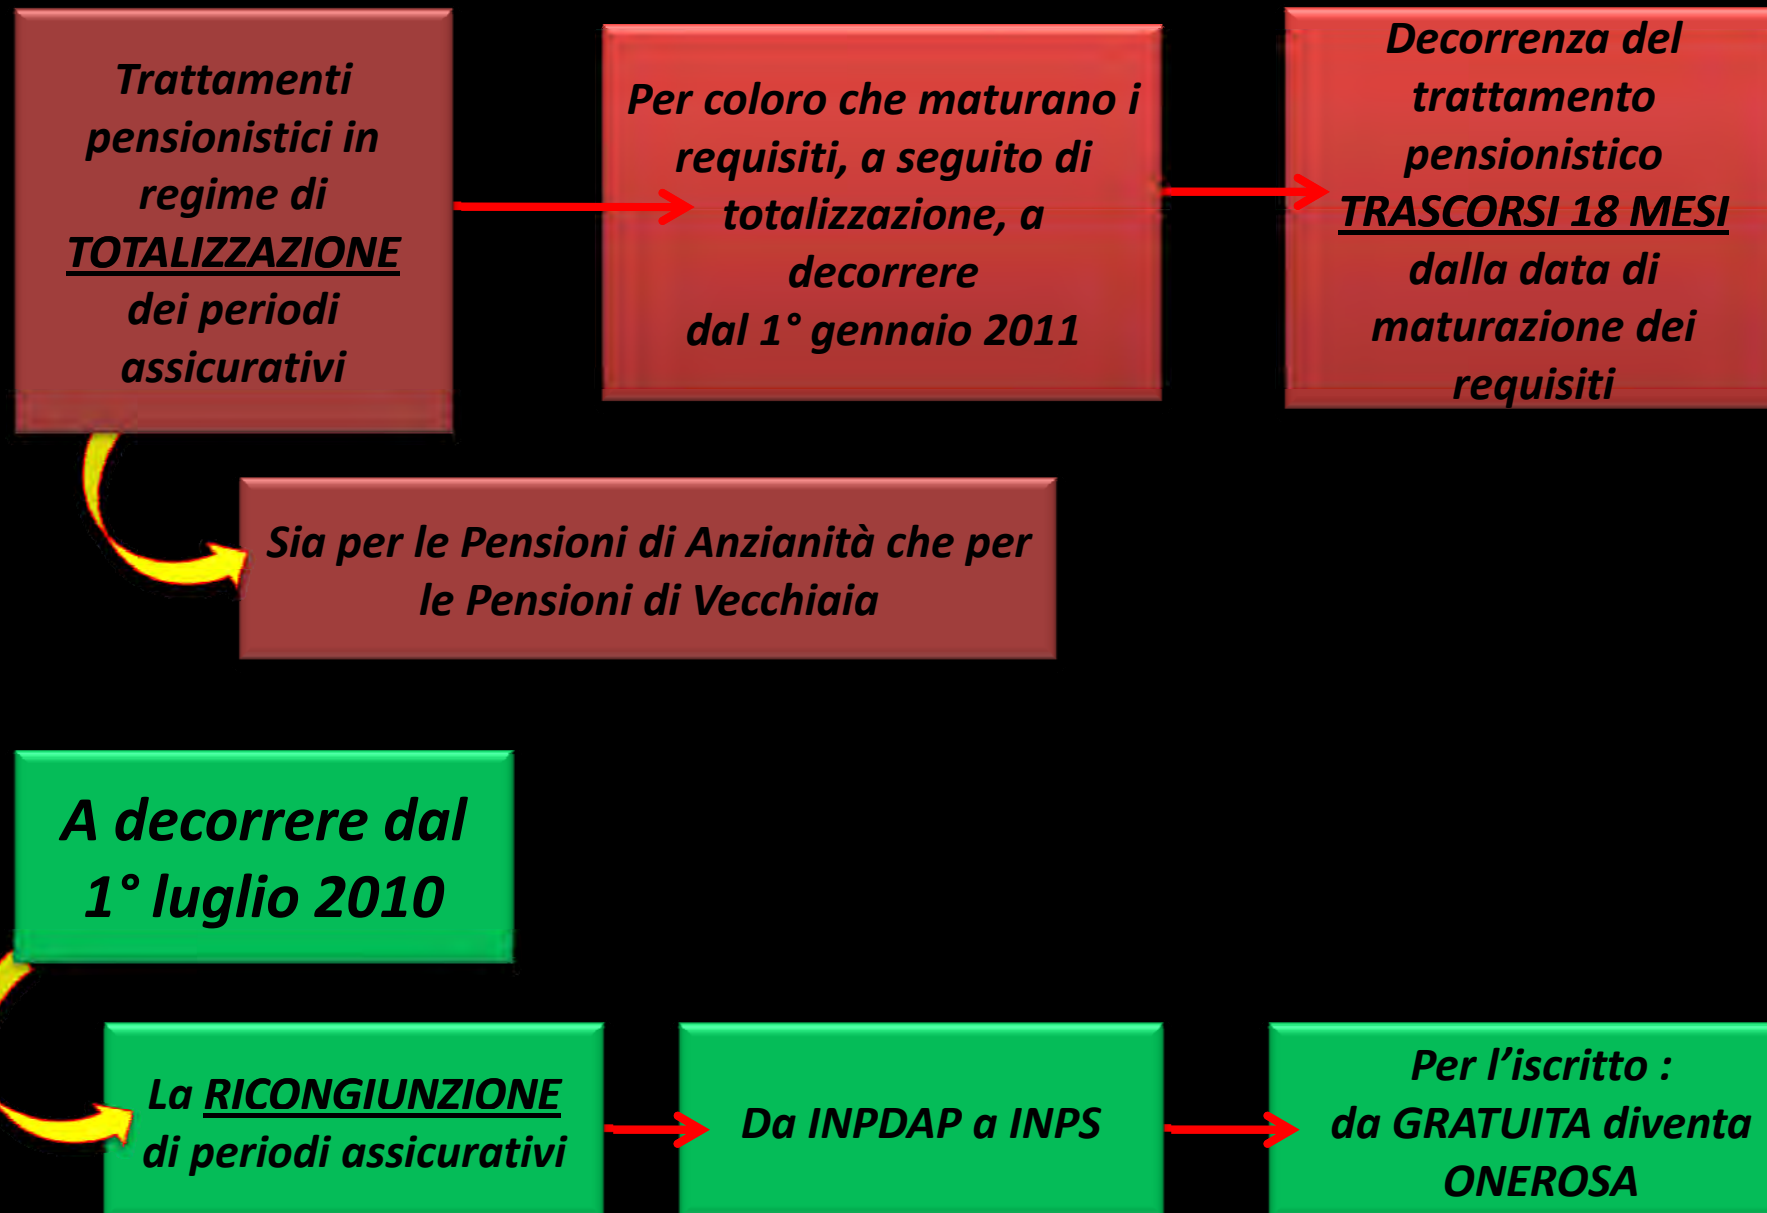 Trattamenti
pensionistici in
regime di
TOTALIZZAZIONE
dei periodi
assicurativi
Per coloro che maturano i
requisiti, a seguito di
totalizzazione, a
decorrere
dal 1° gennaio 2011
Decorrenza del
trattamento
pensionistico
TRASCORSI 18 MESI
dalla data di
maturazione dei
requisiti
Sia per le Pensioni di Anzianità che per
le Pensioni di Vecchiaia
A decorrere dal
1° luglio 2010
La RICONGIUNZIONE
di periodi assicurativi
Da INPDAP a INPS
Per l’iscritto :
da GRATUITA diventa
ONEROSA